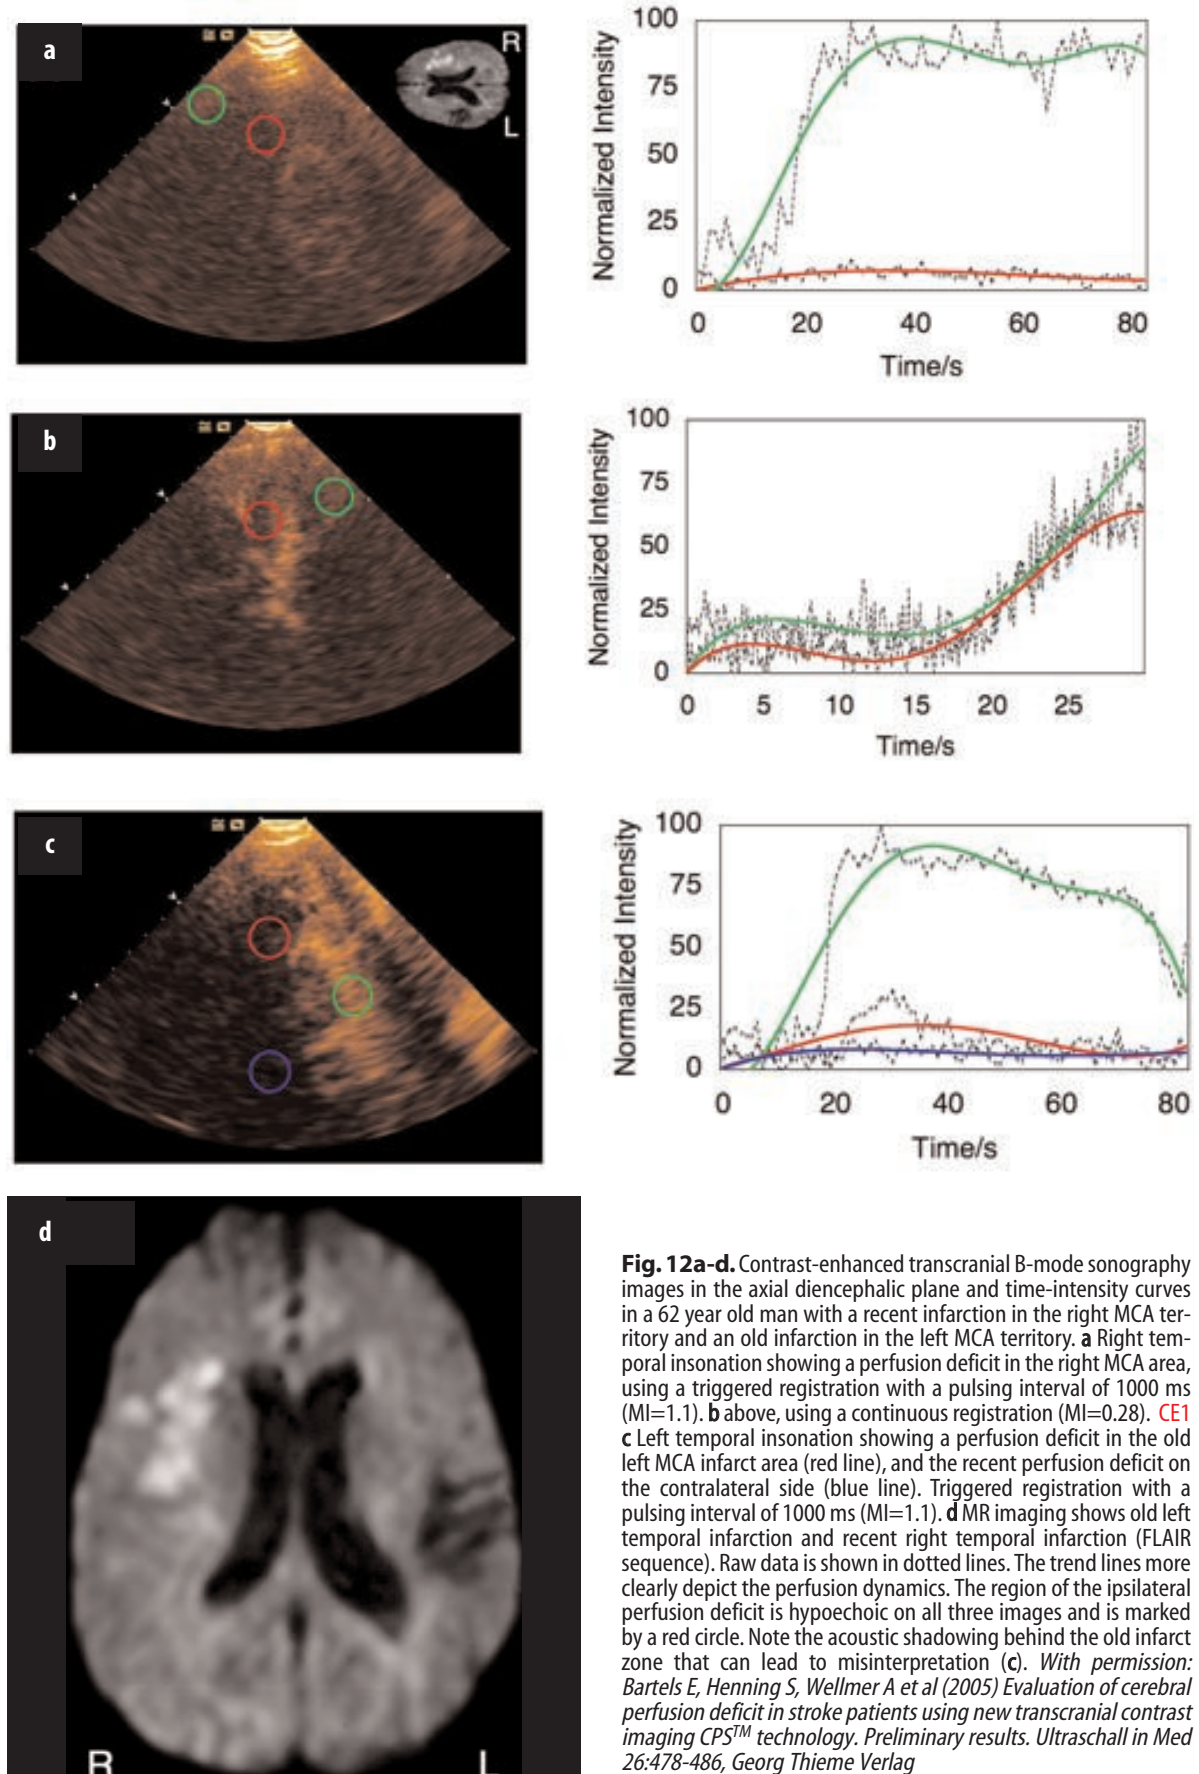 a
R
L
100
75
50
25
0
Normalized Intensity
0 20 40 60 80
Time/s
b
100
75
50
25
0
Normalized Intensity
0 5 10 15 20 25
Time/s
c
100
75
50
25
0
Normalized Intensity
0 20 40 60 80
Time/s
d
R L
Fig. 12a-d. Contrast-enhanced transcranial B-mode sonography
images in the axial diencephalic plane and time-intensity curves
in a 62 year old man with a recent infarction in the right MCA ter-
ritory and an old infarction in the left MCA territory. a Right tem-
poral insonation showing a perfusion deficit in the right MCA area,
using a triggered registration with a pulsing interval of 1000 ms
(MI=1.1). b above, using a continuous registration (MI=0.28). CE1
c Left temporal insonation showing a perfusion deficit in the old
left MCA infarct area (red line), and the recent perfusion deficit on
the contralateral side (blue line). Triggered registration with a
pulsing interval of 1000 ms (MI=1.1). d MR imaging shows old left
temporal infarction and recent right temporal infarction (FLAIR
sequence). Raw data is shown in dotted lines. The trend lines more
clearly depict the perfusion dynamics. The region of the ipsilateral
perfusion deficit is hypoechoic on all three images and is marked
by a red circle. Note the acoustic shadowing behind the old infarct
zone that can lead to misinterpretation (c). With permission:
Bartels E, Henning S, Wellmer A et al (2005) Evaluation of cerebral
perfusion deficit in stroke patients using new transcranial contrast
imaging CPS™ technology. Preliminary results. Ultraschall in Med
26:478-486, Georg Thieme Verlag